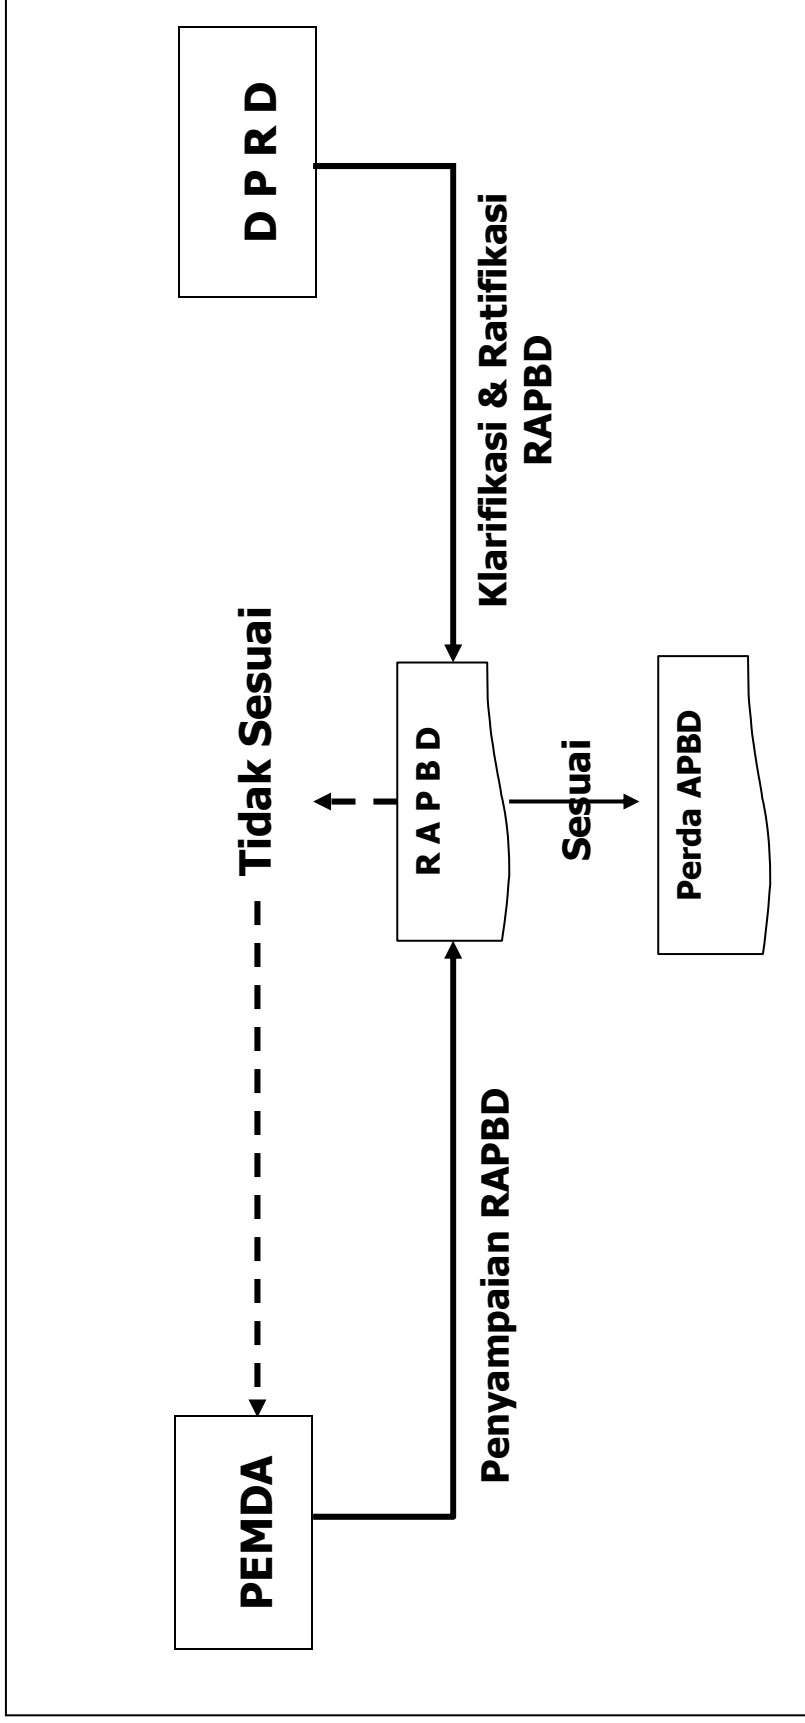 PEMDA
Tidak Sesuai
D P R D
R A P B D
Penyampaian RAPBD
Klarifikasi & Ratifikasi
RAPBD
Sesuai
Perda APBD